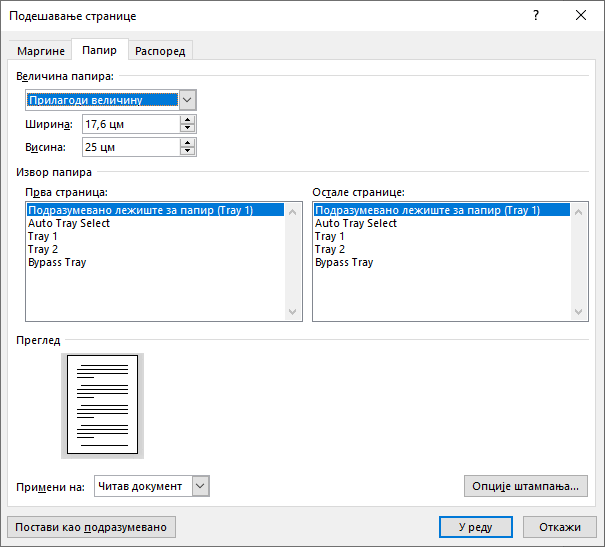 Подешавање странице
Маргине Папир Распоред
Величина папира:
Прилагоди величину
Ширина: 17,6 цм
Висина: 25 цм
Извор папира
Прва страница: Остале странице:
Подразумевано лежиште за папир (Tray 1) Подразумевано лежиште за папир (Tray 1)
Auto Tray Select Auto Tray Select
Tray 1 Tray 1
Tray 2 Tray 2
Bypass Tray Bypass Tray
Преглед
Примени на: Читав документ Опције штампања...
Постави као подразумевано У реду Откажи